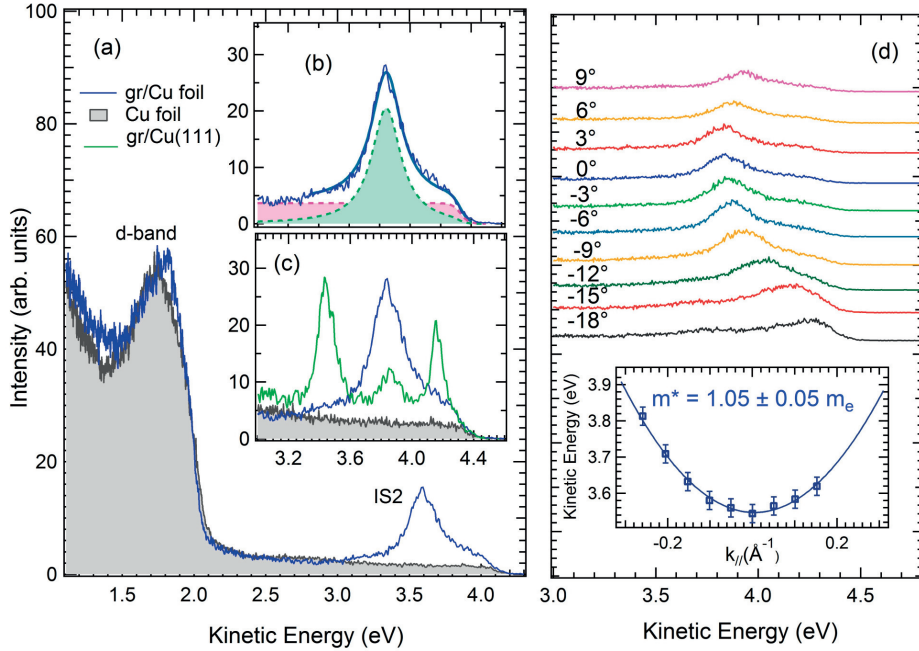 (a)
gr/Cu foil
Cu foil
gr/Cu(111)
d-band
IS2
100
80
60
40
20
0
1.5
2.0
2.5
3.0
3.5
4.0
Intensity (arb. units)
Kinetic Energy (eV)
(b)
30
20
10
0
(c)
30
20
10
0
3.2
3.6
4.0
4.4
(d)
9°
6°
3°
0°
-3°
-6°
-9°
-12°
-15°
-18°
m* = 1.05 ± 0.05 mₑ
3.9
3.8
3.7
3.6
Kinetic Energy (eV)
-0.2
0.2
k//(Å⁻¹)
3.0
3.5
4.0
4.5
Kinetic Energy (eV)